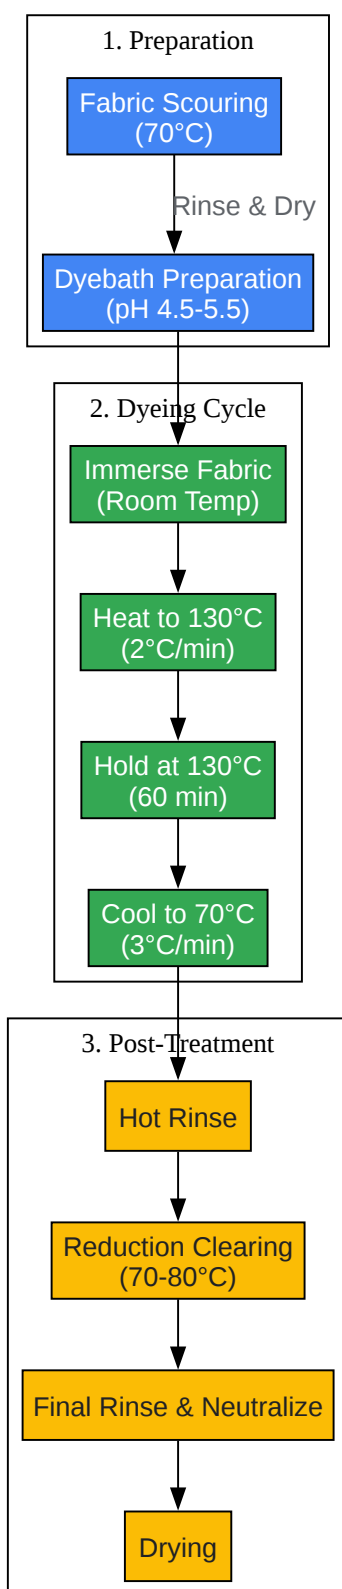 1. Preparation
Fabric Scouring
(70°C)
Rinse & Dry
Dyebath Preparation
(pH 4.5-5.5)
2. Dyeing Cycle
Immerse Fabric
(Room Temp)
Heat to 130°C
(2°C/min)
Hold at 130°C
(60 min)
Cool to 70°C
(3°C/min)
3. Post-Treatment
Hot Rinse
Reduction Clearing
(70-80°C)
Final Rinse & Neutralize
Drying